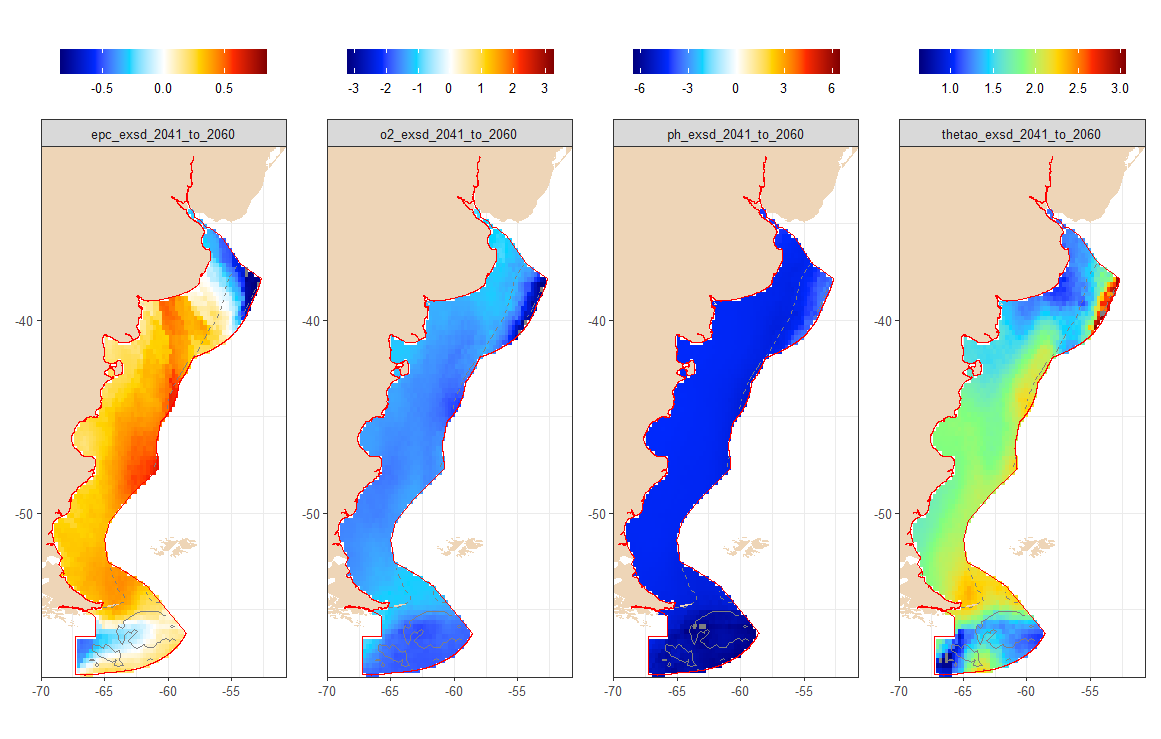 -0.5 0.0 0.5 -3 -2 -1 0 1 2 3 -6 -3 0 3 6 1.0 1.5 2.0 2.5 3.0
epc_exsd_2041_to_2060 o2_exsd_2041_to_2060 ph_exsd_2041_to_2060 thetao_exsd_2041_to_2060
-40 -40 -40 -40
-50 -50 -50 -50
-70 -65 -60 -55 -70 -65 -60 -55 -70 -65 -60 -55 -70 -65 -60 -55